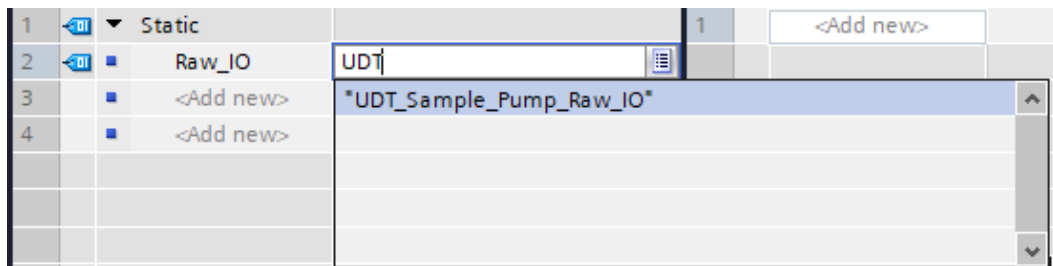 1 Static 1 <Add new>
2 Raw_IO UDT
3 <Add new> "UDT_Sample_Pump_Raw_IO"
4 <Add new>